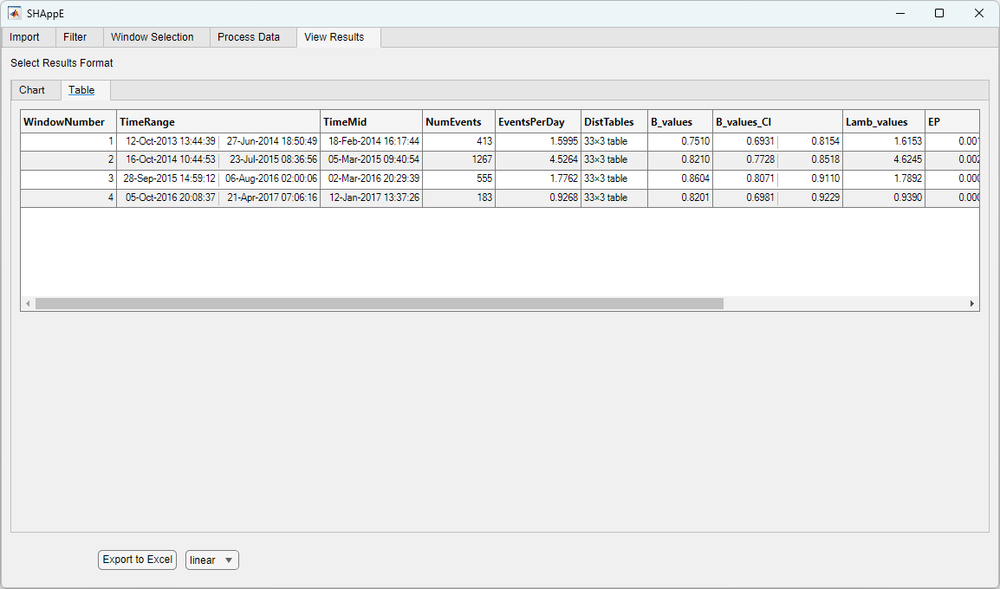 SHAppE
Import Filter Window Selection Process Data View Results
Select Results Format
Chart Table
WindowNumber TimeRange TimeMid NumEvents EventsPerDay DistTables B_values B_values_CI Lamb_values EP
1 12-Oct-2013 13:44:39 27-Jun-2014 18:50:49 18-Feb-2014 16:17:44 413 1.5995 33×3 table 0.7510 0.6931 0.8154 1.6153 0.001
2 16-Oct-2014 10:44:53 23-Jul-2015 08:36:56 05-Mar-2015 09:40:54 1267 4.5264 33×3 table 0.8210 0.7728 0.8518 4.6245 0.002
3 28-Sep-2015 14:59:12 06-Aug-2016 02:00:06 02-Mar-2016 20:29:39 555 1.7762 33×3 table 0.8604 0.8071 0.9110 1.7892 0.000
4 05-Oct-2016 20:08:37 21-Apr-2017 07:06:16 12-Jan-2017 13:37:26 183 0.9268 33×3 table 0.8201 0.6981 0.9229 0.9390 0.000
Export to Excel linear